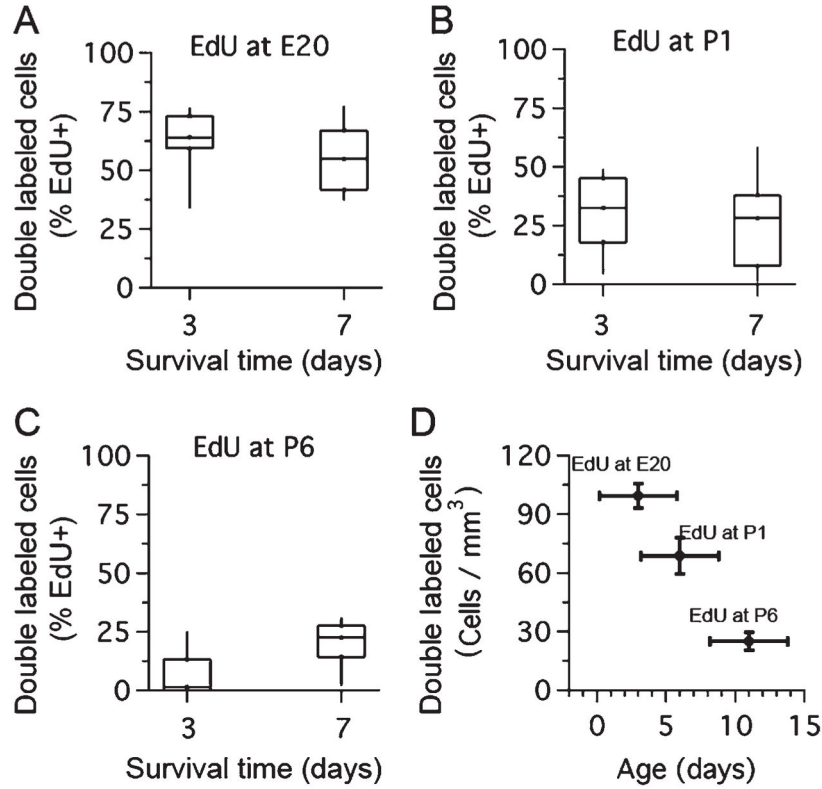 A
EdU at E20
Double labeled cells
(% EdU+)
100
75
50
25
0
3
7
Survival time (days)
B
EdU at P1
Double labeled cells
(% EdU+)
100
75
50
25
0
3
7
Survival time (days)
C
EdU at P6
Double labeled cells
(% EdU+)
100
75
50
25
0
3
7
Survival time (days)
D
Double labeled cells
(Cells / mm³)
120
90
60
30
0
EdU at E20
EdU at P1
EdU at P6
0
5
10
15
Age (days)